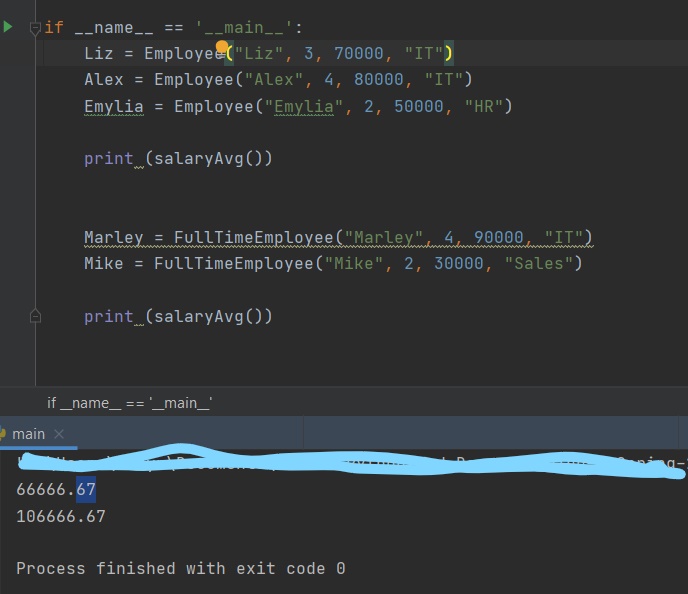 if __name__ == '__main__':
Liz = Employee("Liz", 3, 70000, "IT")
Alex = Employee("Alex", 4, 80000, "IT")
Emylia = Employee("Emylia", 2, 50000, "HR")
print (salaryAvg())
Marley = FullTimeEmployee("Marley", 4, 90000, "IT")
Mike = FullTimeEmployee("Mike", 2, 30000, "Sales")
print (salaryAvg())
if __name__ == '__main__'
main ×
66666.67
106666.67
Process finished with exit code 0